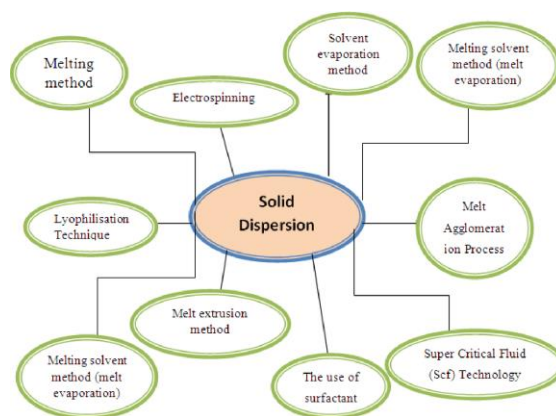 Melting
method
Electrospinning
Solvent
evaporation
method
Melting solvent
method (melt
evaporation)
Solid
Dispersion
Lyophilisation
Technique
Melt
Agglomerat
ion Process
Melt extrusion
method
Melting solvent
method (melt
evaporation)
The use of
surfactant
Super Critical Fluid
(Scf) Technology